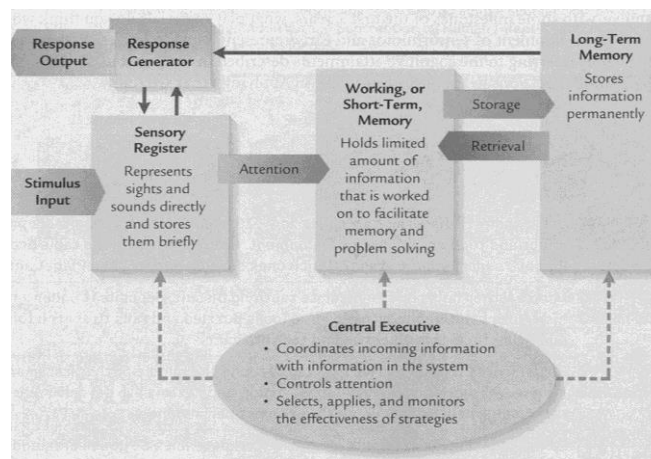 Response
Output
Response
Generator
Long-Term
Memory
Stores
information
permanently
Working, or
Short-Term,
Memory
Holds limited
amount of
information
that is worked
on to facilitate
memory and
problem solving
Storage
Retrieval
Sensory
Register
Represents
sights and
sounds directly
and stores
them briefly
Attention
Stimulus
Input
Central Executive
• Coordinates incoming information
with information in the system
• Controls attention
• Selects, applies, and monitors
the effectiveness of strategies